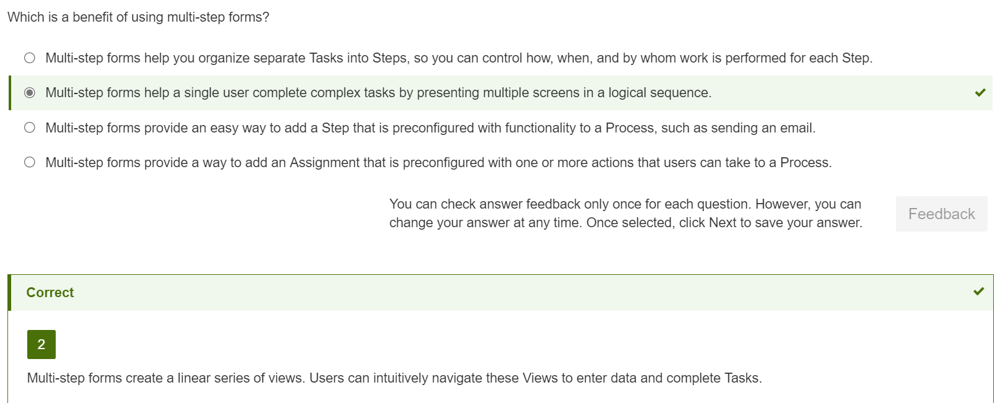 Which is a benefit of using multi-step forms?
Multi-step forms help you organize separate Tasks into Steps, so you can control how, when, and by whom work is performed for each Step.
Multi-step forms help a single user complete complex tasks by presenting multiple screens in a logical sequence.
Multi-step forms provide an easy way to add a Step that is preconfigured with functionality to a Process, such as sending an email.
Multi-step forms provide a way to add an Assignment that is preconfigured with one or more actions that users can take to a Process.
You can check answer feedback only once for each question. However, you can
change your answer at any time. Once selected, click Next to save your answer.
Feedback
Correct
2
Multi-step forms create a linear series of views. Users can intuitively navigate these Views to enter data and complete Tasks.